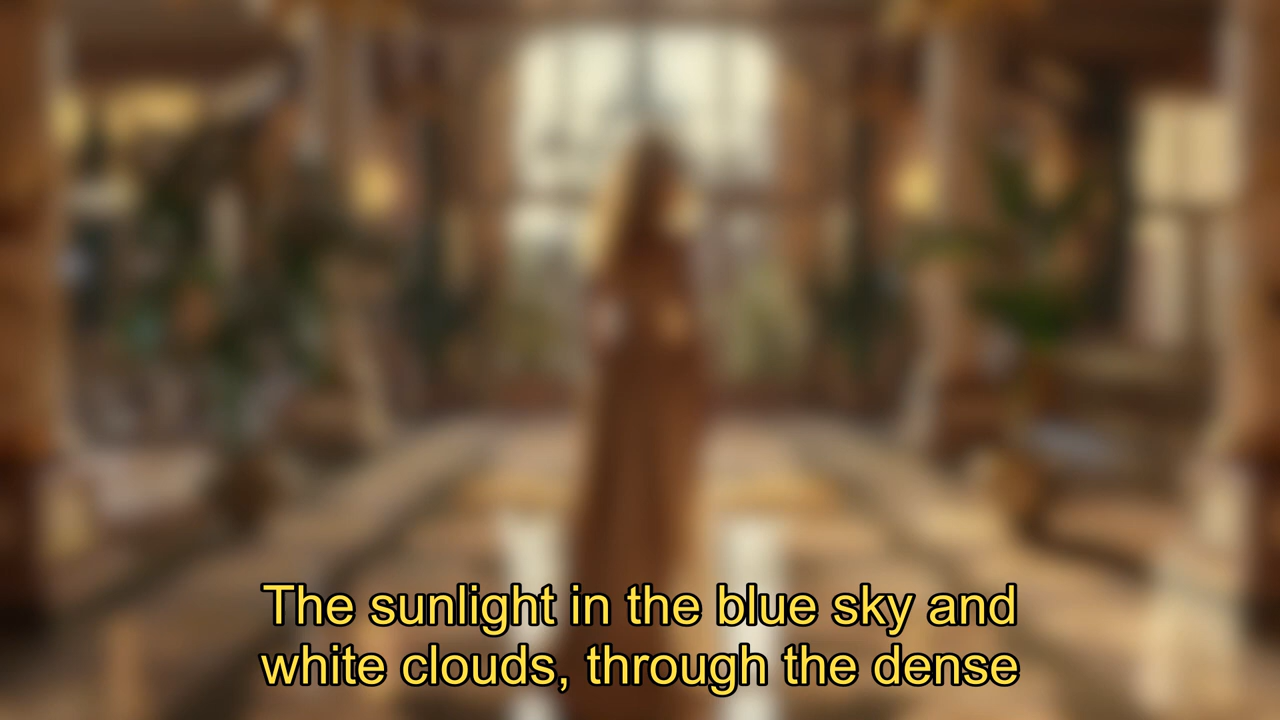 The sunlight in the blue sky and
white clouds, through the dense